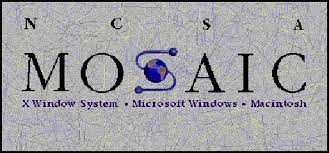 N C S A
MOSAIC
X Window System • Microsoft Windows • Macintosh